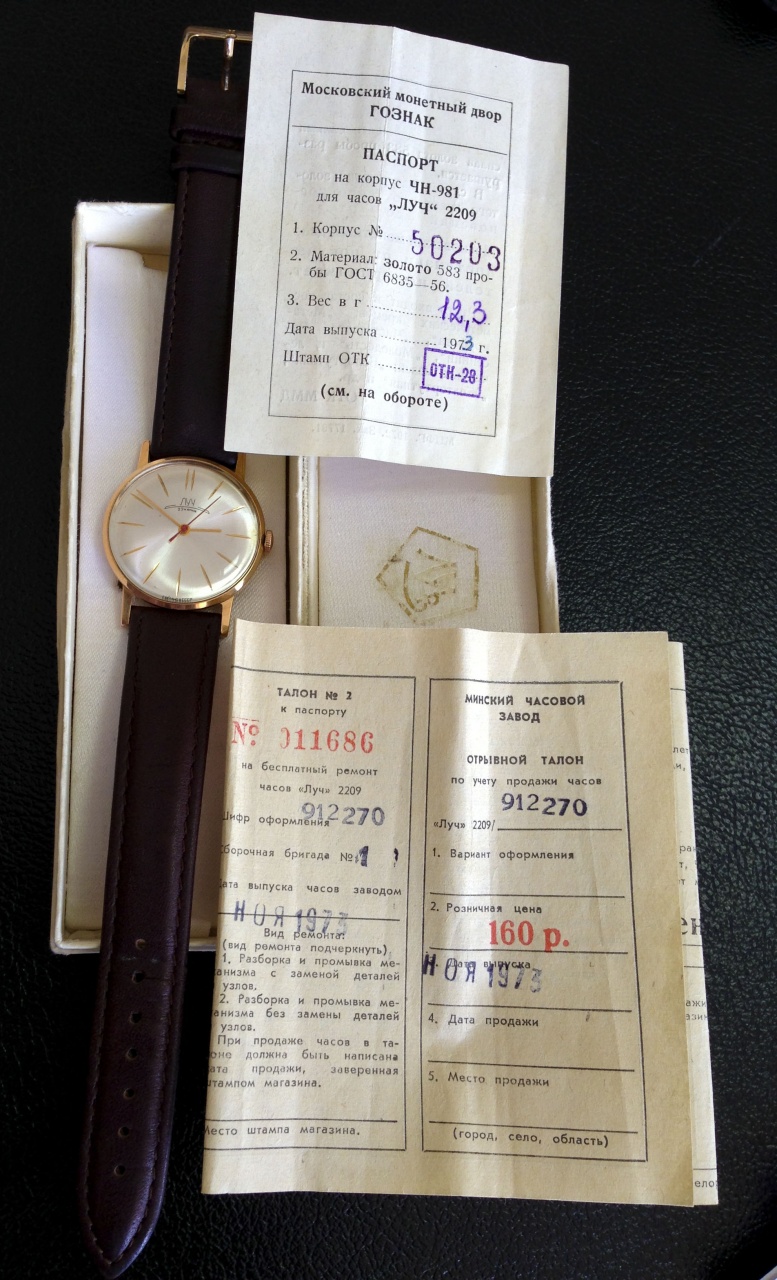 Московский монетный двор
ГОЗНАК
ПАСПОРТ
на корпус ЧН-981
для часов „ЛУЧ“ 2209
1. Корпус № 50203
2. Материал: золото 583 про-
бы ГОСТ 6835—56.
3. Вес в г 12,3
Дата выпуска 1973 г.
Штамп ОТК ОТК-28
(см. на обороте)
ЛУЧ
ТАЛОН № 2
к паспорту
№ 011686
на бесплатный ремонт
часов «Луч» 2209
Шифр оформления 912270
Сборочная бригада № 1
Дата выпуска часов заводом
НОЯ 1973
Вид ремонта:
(вид ремонта подчеркнуть)
1. Разборка и промывка ме-
ханизма с заменой деталей
узлов.
2. Разборка и промывка ме-
ханизма без замены деталей
узлов.
При продаже часов в та-
лоне должна быть написана
дата продажи, заверенная
штампом магазина.
Место штампа магазина.
МИНСКИЙ ЧАСОВОЙ
ЗАВОД
ОТРЫВНОЙ ТАЛОН
по учету продажи часов
912270
«Луч» 2209/
1. Вариант оформления
2. Розничная цена
160 р.
3. Дата выпуска
НОЯ 1973
4. Дата продажи
5. Место продажи
(город, село, область)